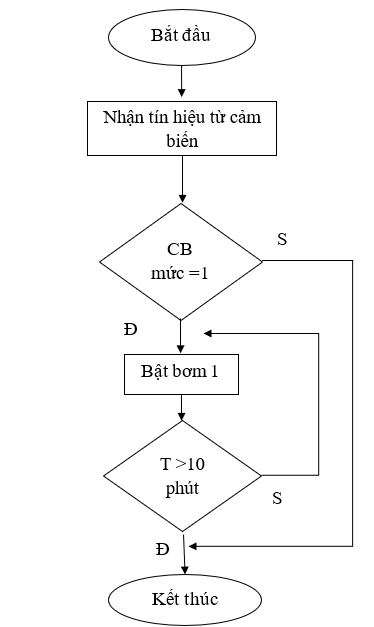 Bắt đầu
Nhận tín hiệu từ cảm
biến
CB
mức =1
S
Đ
Bật bơm 1
T >10
phút
S
Đ
Kết thúc